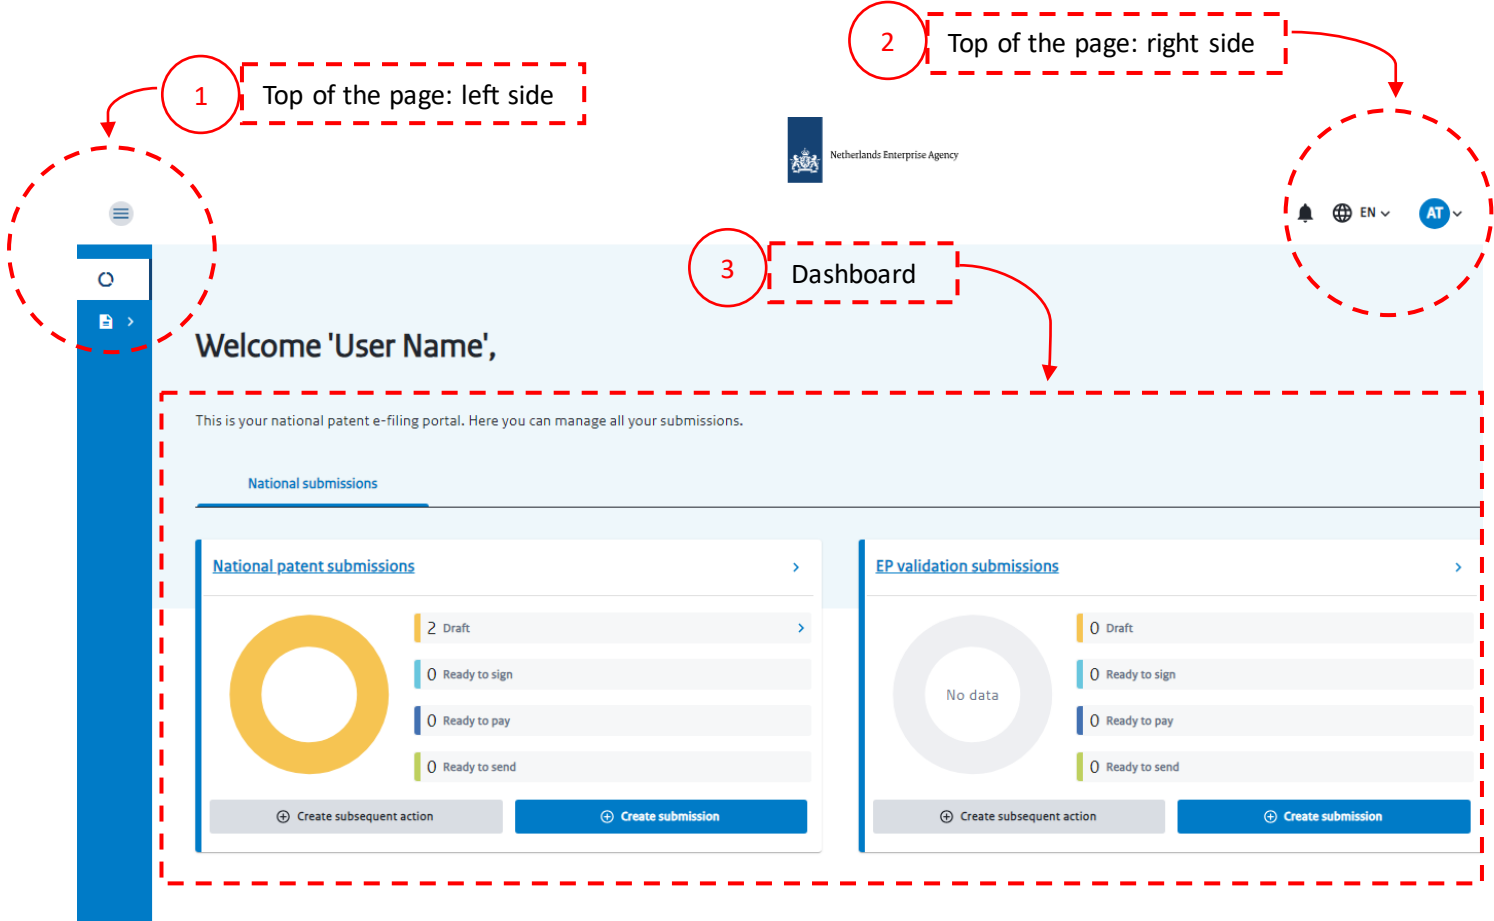 2
Top of the page: right side
1
Top of the page: left side
Netherlands Enterprise Agency
EN
AT
3
Dashboard
Welcome 'User Name',
This is your national patent e-filing portal. Here you can manage all your submissions.
National submissions
National patent submissions
2 Draft
0 Ready to sign
0 Ready to pay
0 Ready to send
Create subsequent action
Create submission
EP validation submissions
No data
0 Draft
0 Ready to sign
0 Ready to pay
0 Ready to send
Create subsequent action
Create submission